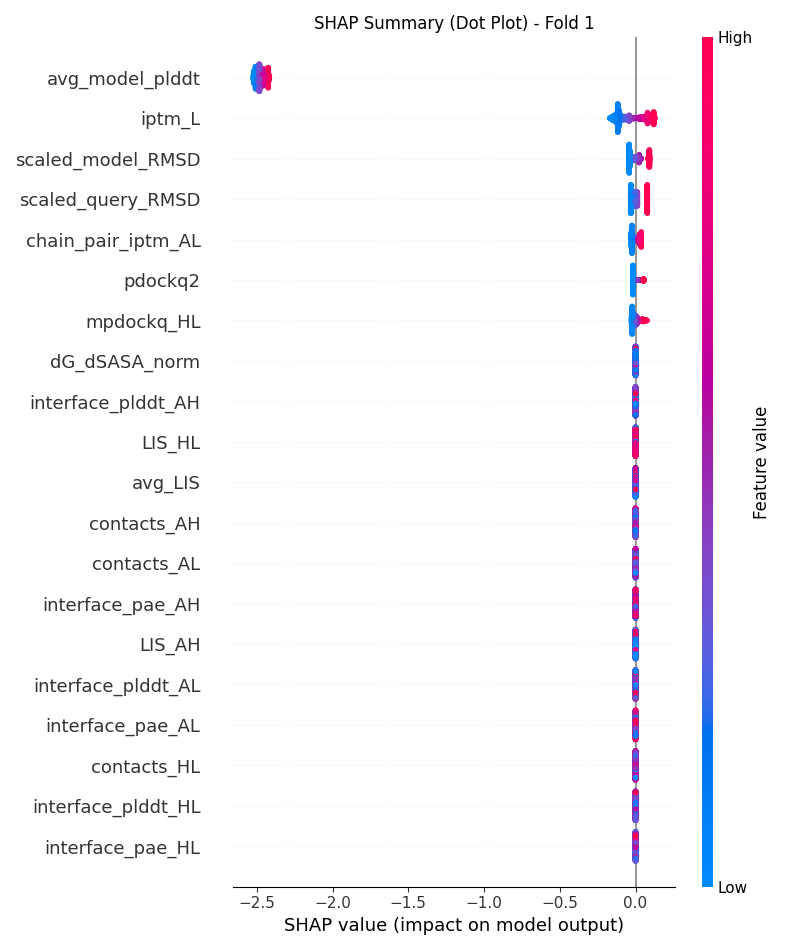 SHAP Summary (Dot Plot) - Fold 1
High
avg_model_plddt
iptm_L
scaled_model_RMSD
scaled_query_RMSD
chain_pair_iptm_AL
pdockq2
mpdockq_HL
dG_dSASA_norm
interface_plddt_AH
LIS_HL
avg_LIS
contacts_AH
contacts_AL
interface_pae_AH
LIS_AH
interface_plddt_AL
interface_pae_AL
contacts_HL
interface_plddt_HL
interface_pae_HL
Feature value
Low
−2.5 −2.0 −1.5 −1.0 −0.5 0.0
SHAP value (impact on model output)